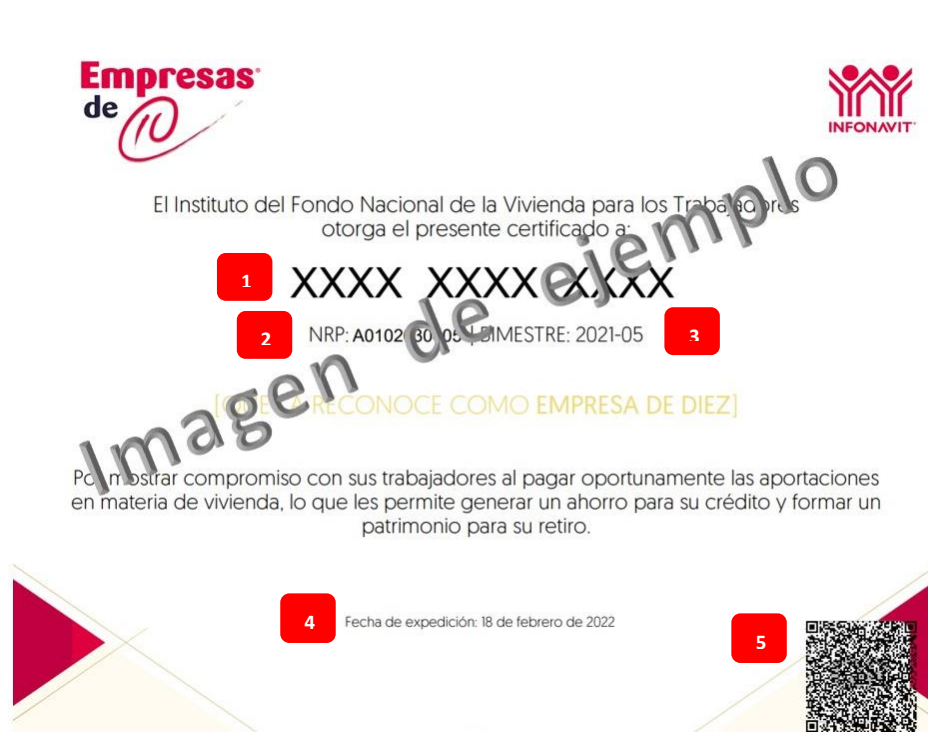 Empresas
de 10
INFONAVIT
El Instituto del Fondo Nacional de la Vivienda para los Trabajadores
otorga el presente certificado a:
1 XXXX XXXX XXXX
2 NRP: | BIMESTRE: 2021-05 3
RECONOCE COMO EMPRESA DE DIEZ]
Por mostrar compromiso con sus trabajadores al pagar oportunamente las aportaciones
en materia de vivienda, lo que les permite generar un ahorro para su crédito y formar un
patrimonio para su retiro.
Imagen de ejemplo
4 Fecha de expedición: 18 de febrero de 2022
5